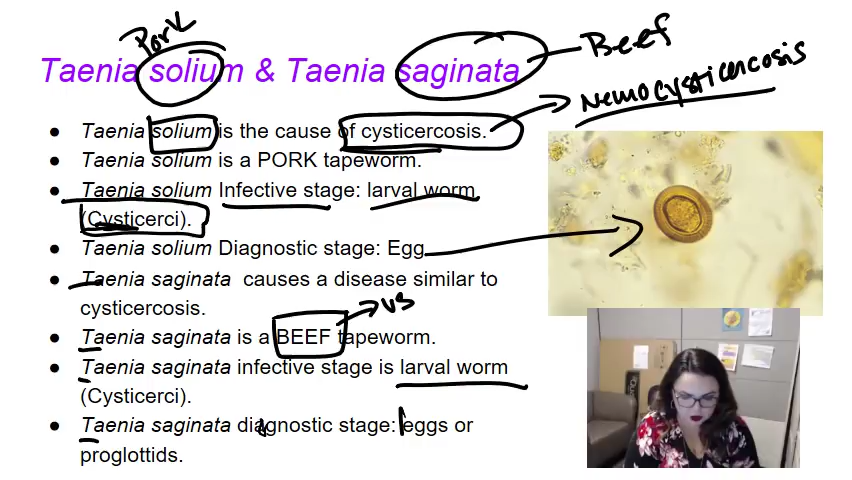 Pork
Taenia solium & Taenia saginata
Beef
Nemocysticercosis
● Taenia solium is the cause of cysticercosis.
● Taenia solium is a PORK tapeworm.
● Taenia solium Infective stage: larval worm
(Cysticerci).
● Taenia solium Diagnostic stage: Egg
● Taenia saginata causes a disease similar to
cysticercosis.
vs
● Taenia saginata is a BEEF tapeworm.
● Taenia saginata infective stage is larval worm
(Cysticerci).
● Taenia saginata diagnostic stage: eggs or
proglottids.